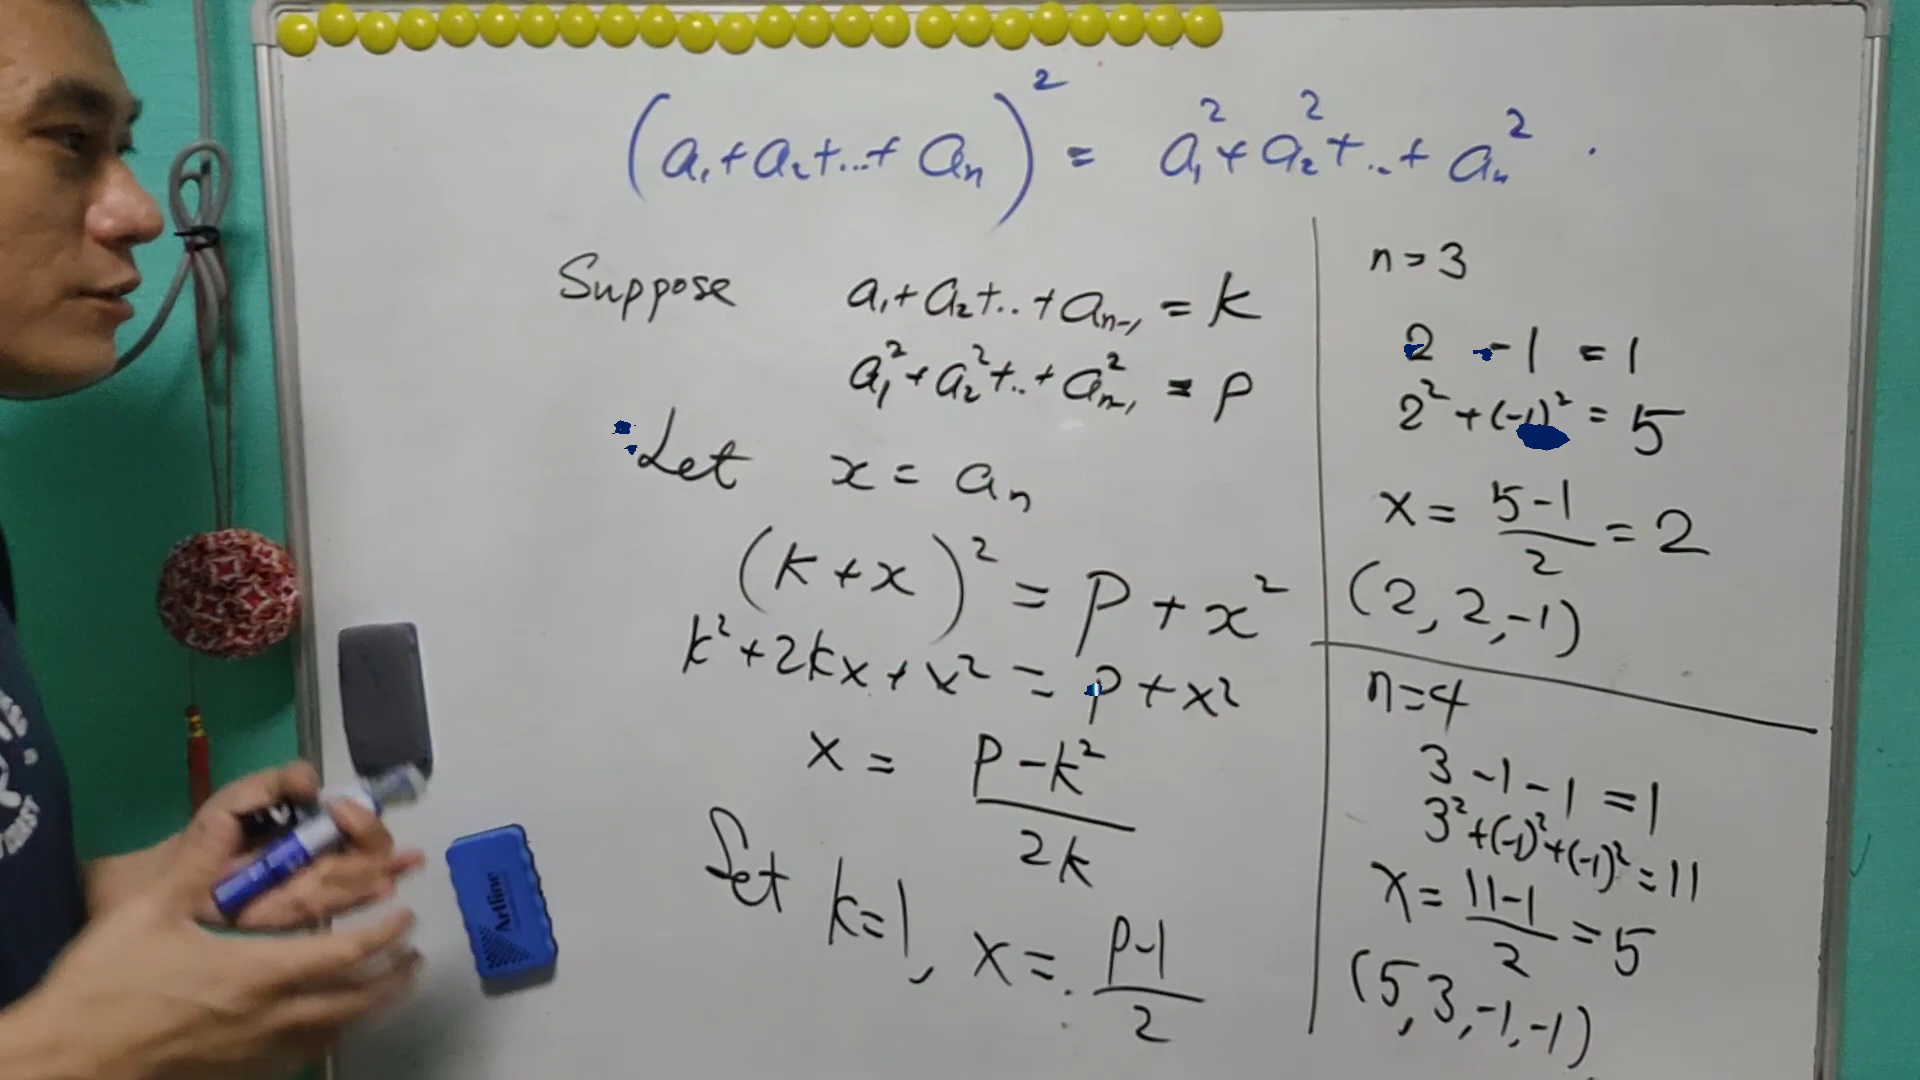 (a₁+a₂+...+aₙ)² = a₁²+a₂²+..+aₙ².
Suppose a₁+a₂+..+aₙ₋₁ = k
a₁²+a₂²+..+aₙ₋₁² = p
Let x = aₙ
(k+x)² = p+x²
k²+2kx+x² = p+x²
x = (p-k²)/2k
Set k=1, x = (p-1)/2
n=3
2 -1 = 1
2²+(-1)² = 5
x = (5-1)/2 = 2
(2, 2, -1)
n=4
3 -1 -1 = 1
3²+(-1)²+(-1)² = 11
x = (11-1)/2 = 5
(5, 3, -1, -1)
Artline